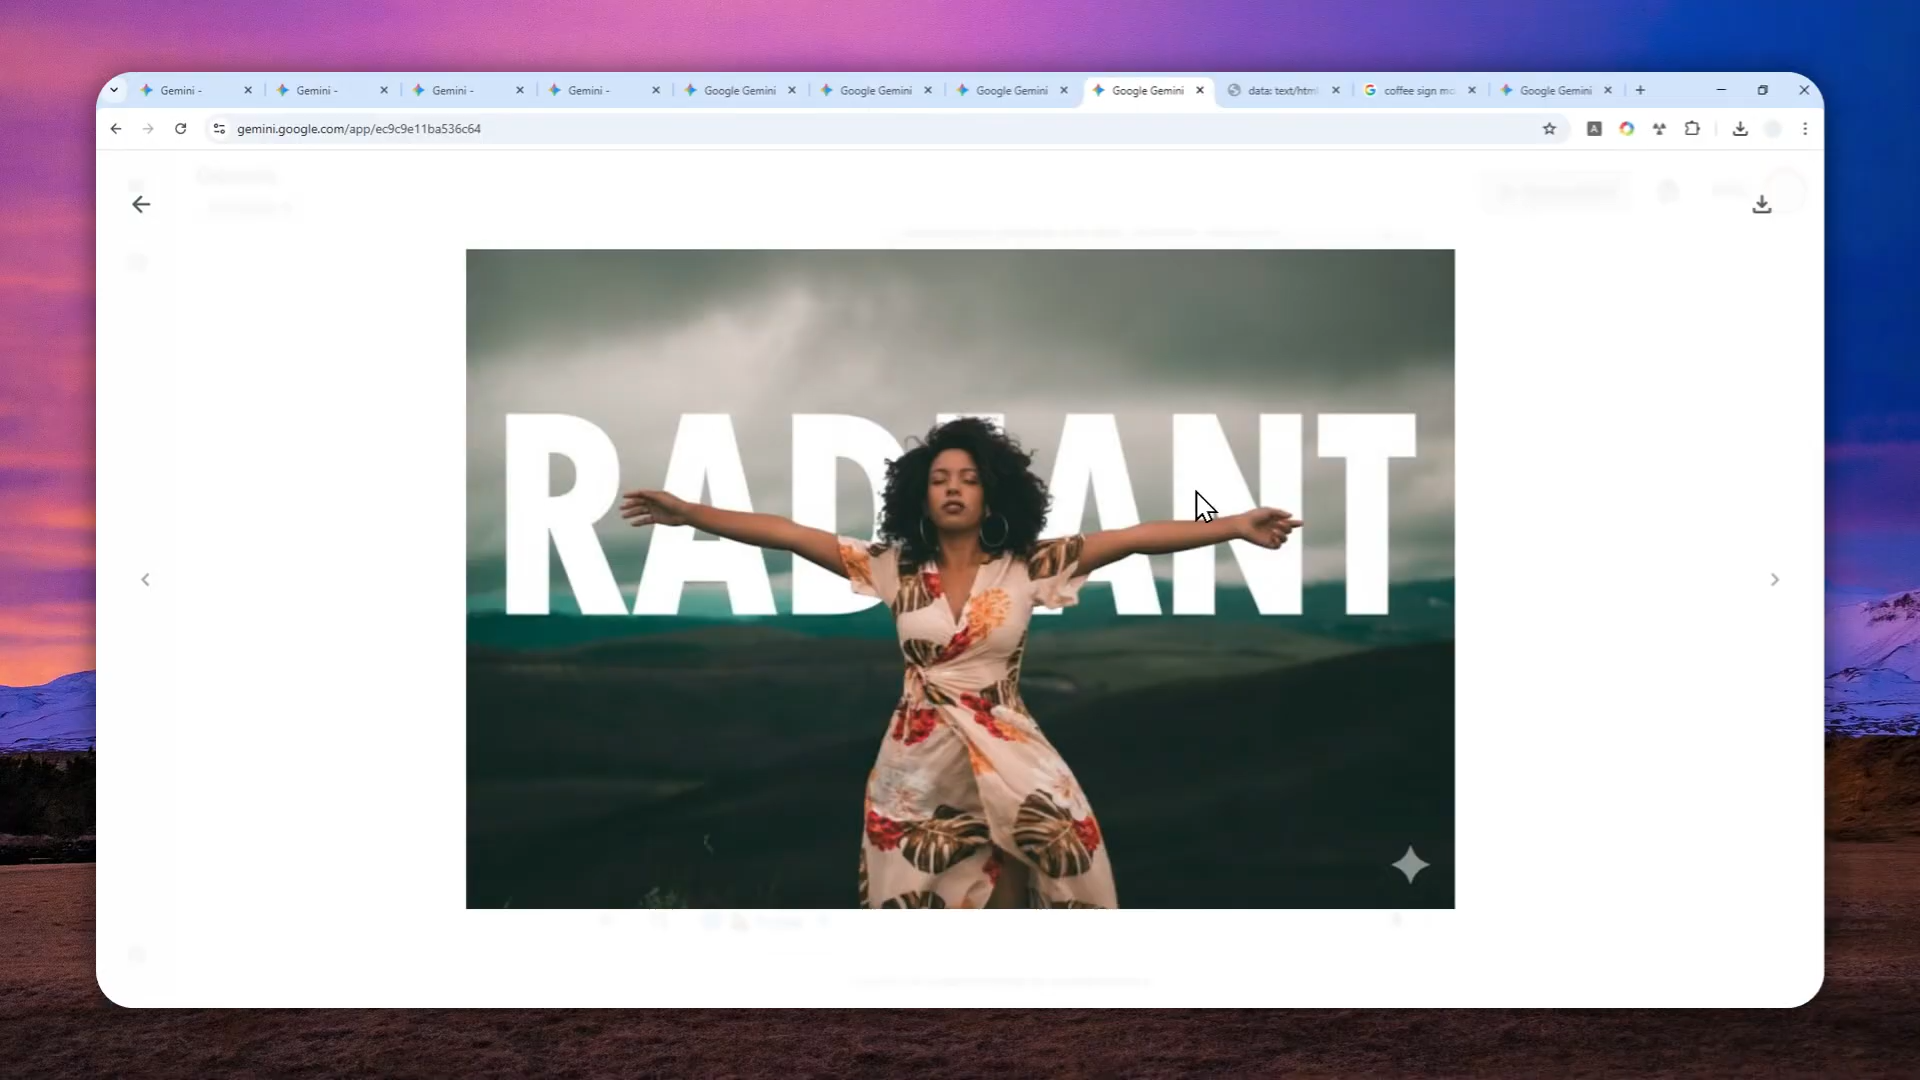 Gemini -
Gemini -
Gemini -
Gemini -
Google Gemini
Google Gemini
Google Gemini
Google Gemini
data: text/html
coffee sign mo
Google Gemini
gemini.google.com/app/ec9c9e11ba536c64
A
RADIANT